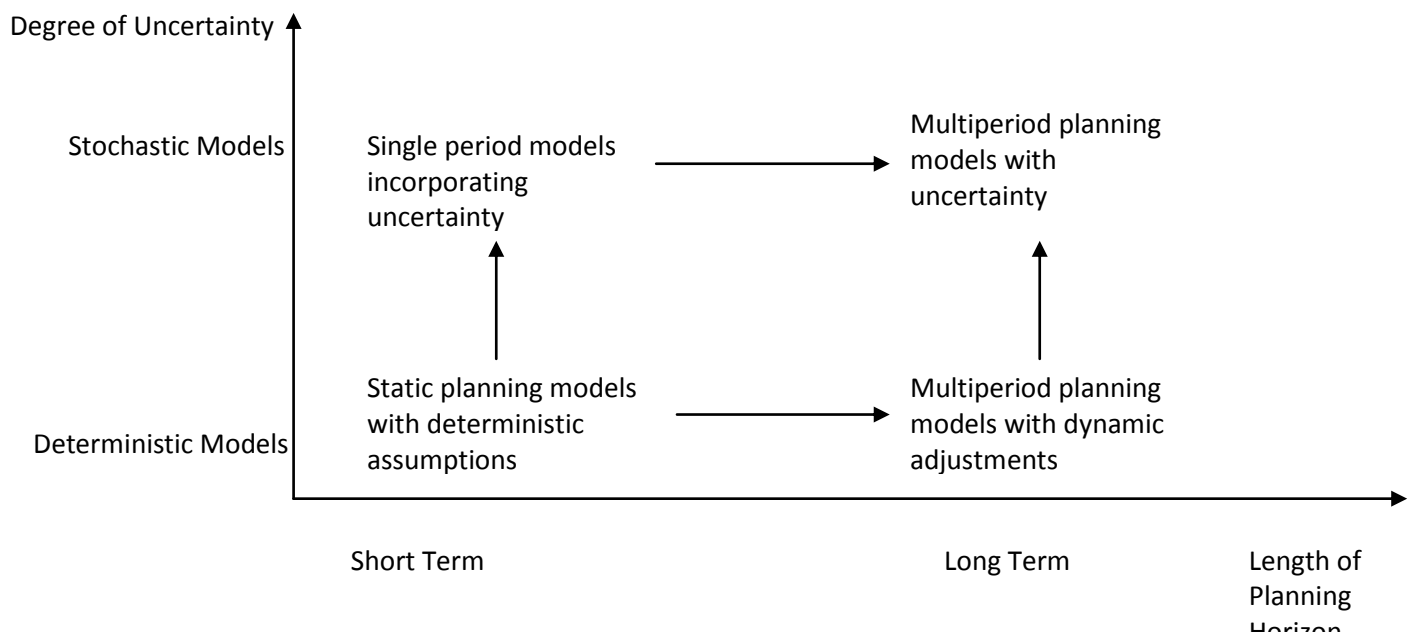 Degree of Uncertainty
Stochastic Models
Single period models
incorporating
uncertainty
Multiperiod planning
models with
uncertainty
Deterministic Models
Static planning models
with deterministic
assumptions
Multiperiod planning
models with dynamic
adjustments
Short Term
Long Term
Length of
Planning
Horizon